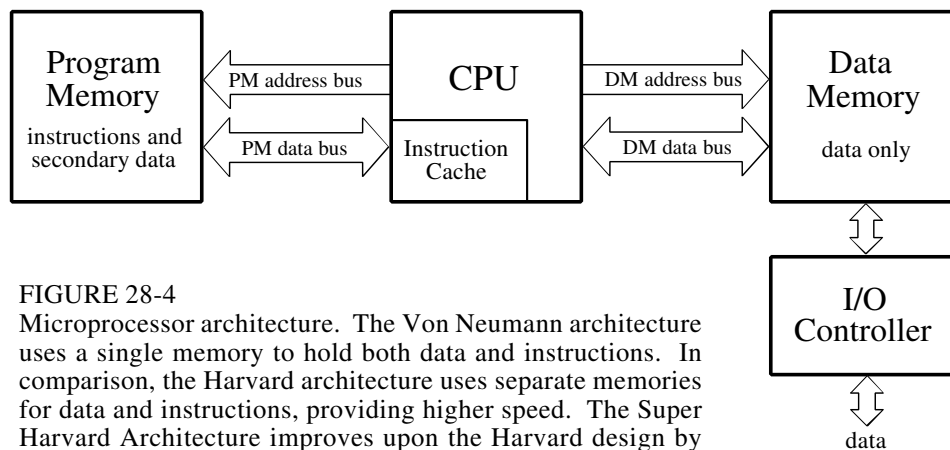 Program
Memory
instructions and
secondary data
PM address bus
PM data bus
CPU
Instruction
Cache
DM address bus
DM data bus
Data
Memory
data only
I/O
Controller
data
FIGURE 28-4
Microprocessor architecture. The Von Neumann architecture
uses a single memory to hold both data and instructions. In
comparison, the Harvard architecture uses separate memories
for data and instructions, providing higher speed. The Super
Harvard Architecture improves upon the Harvard design by